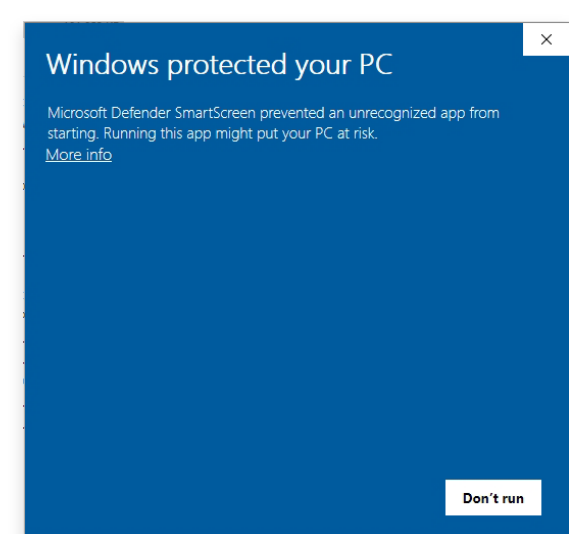 Windows protected your PC
Microsoft Defender SmartScreen prevented an unrecognized app from
starting. Running this app might put your PC at risk.
More info
Don't run